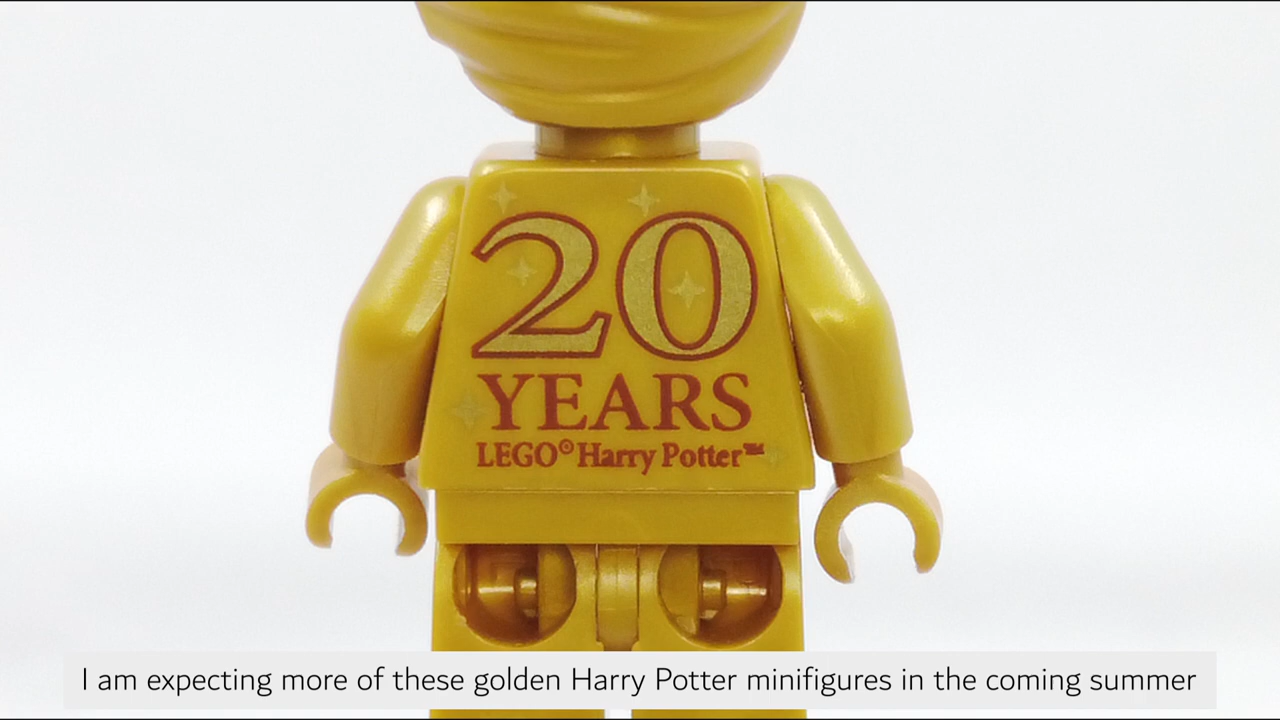 20
YEARS
LEGO® Harry Potter™
I am expecting more of these golden Harry Potter minifigures in the coming summer